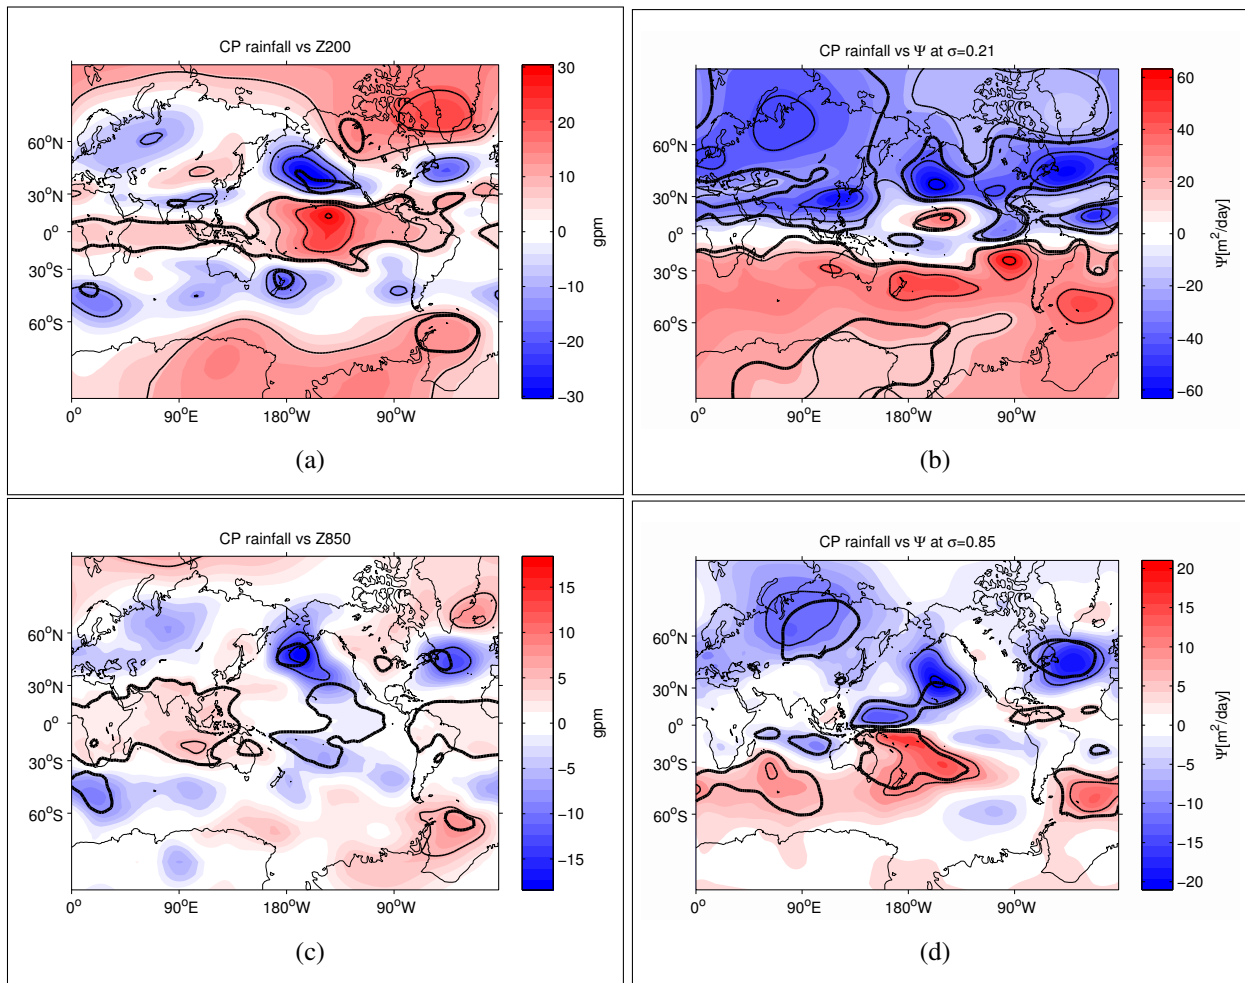 CP rainfall vs Z200
60°N
30°N
0°
30°S
60°S
0° 90°E 180°W 90°W
30
20
10
0
−10
−20
−30
gpm
(a)
CP rainfall vs Ψ at σ=0.21
60°N
30°N
0°
30°S
60°S
0° 90°E 180°W 90°W
60
40
20
0
−20
−40
−60
Ψ[m²/day]
(b)
CP rainfall vs Z850
60°N
30°N
0°
30°S
60°S
0° 90°E 180°W 90°W
15
10
5
0
−5
−10
−15
gpm
(c)
CP rainfall vs Ψ at σ=0.85
60°N
30°N
0°
30°S
60°S
0° 90°E 180°W 90°W
20
15
10
5
0
−5
−10
−15
−20
Ψ[m²/day]
(d)